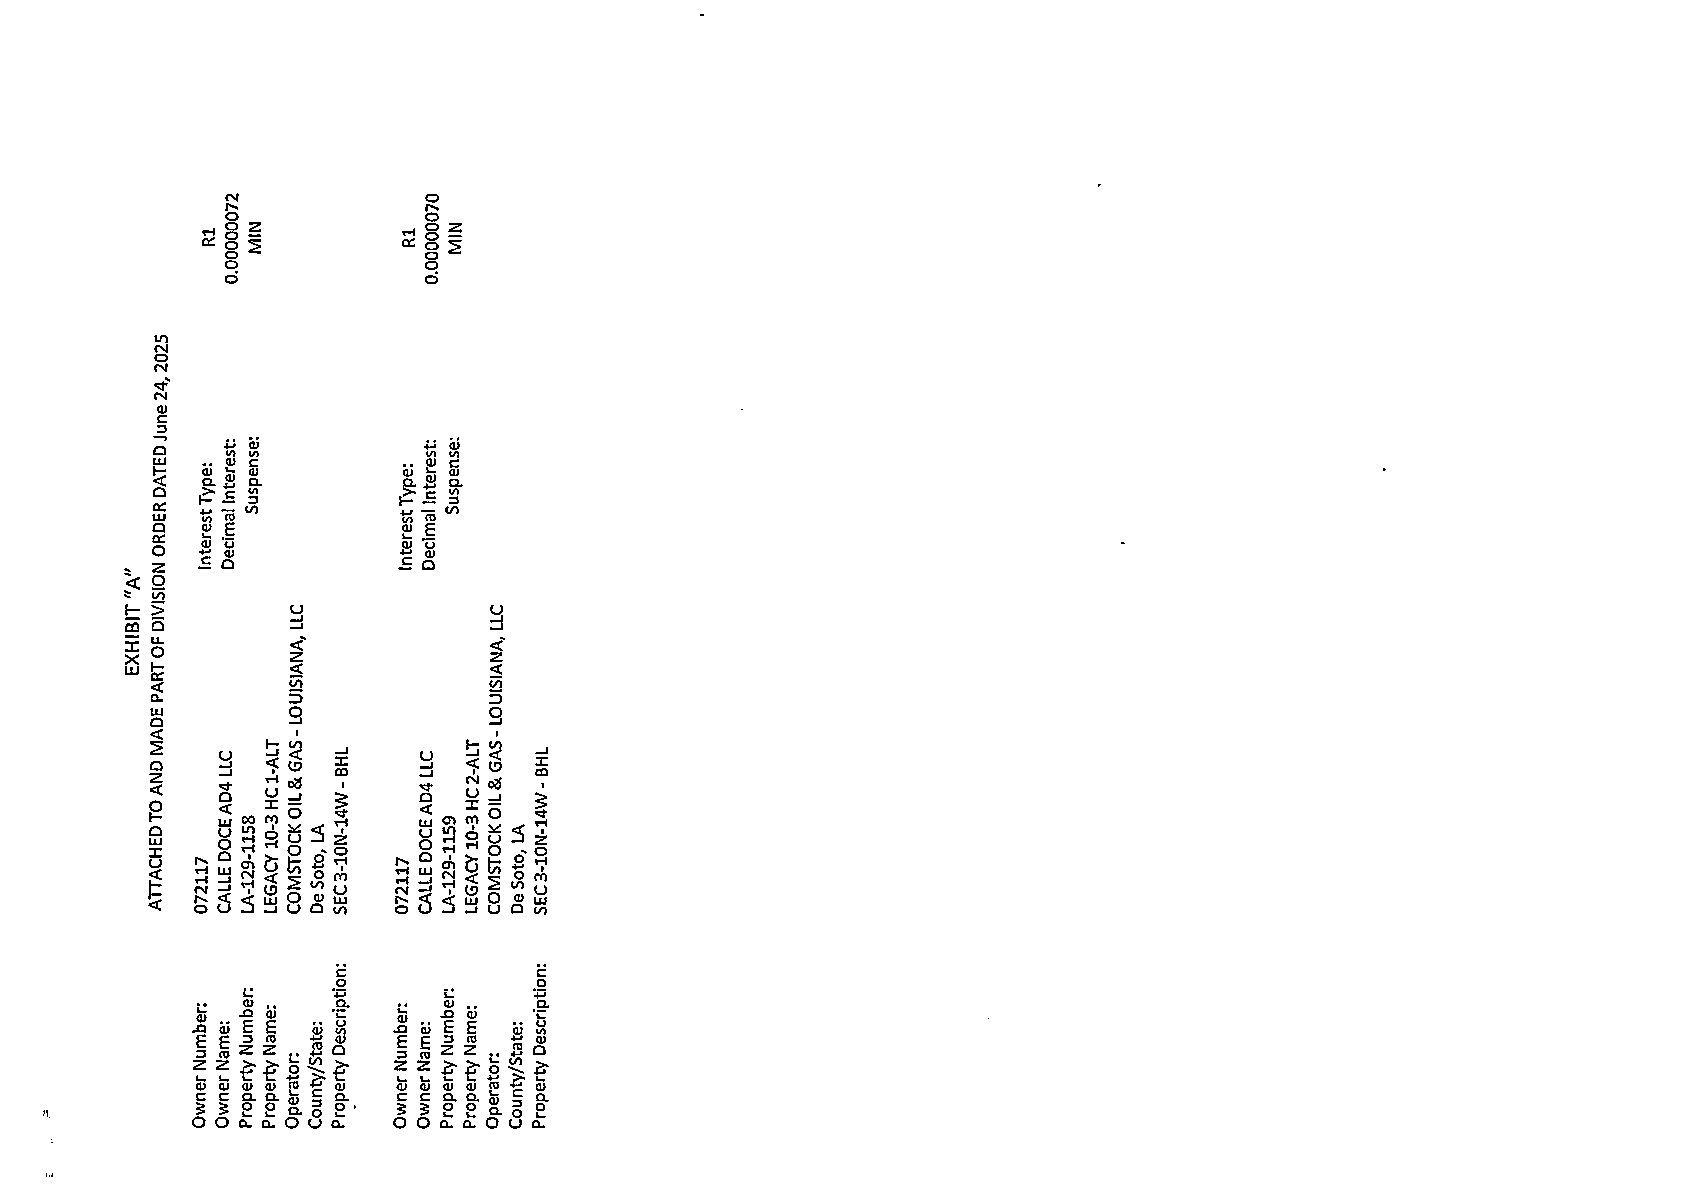 EXHIBIT "A"
ATTACHED TO AND MADE PART OF DIVISION ORDER DATED June 24, 2025
Owner Number: 072117 Interest Type: R1
Owner Name: CALLE DOCE AD4 LLC Decimal Interest: 0.00000072
Property Number: LA-129-1158 Suspense: MIN
Property Name: LEGACY 10-3 HC 1-ALT
Operator: COMSTOCK OIL & GAS - LOUISIANA, LLC
County/State: De Soto, LA
Property Description: SEC 3-10N-14W - BHL
Owner Number: 072117 Interest Type: R1
Owner Name: CALLE DOCE AD4 LLC Decimal Interest: 0.00000070
Property Number: LA-129-1159 Suspense: MIN
Property Name: LEGACY 10-3 HC 2-ALT
Operator: COMSTOCK OIL & GAS - LOUISIANA, LLC
County/State: De Soto, LA
Property Description: SEC 3-10N-14W - BHL